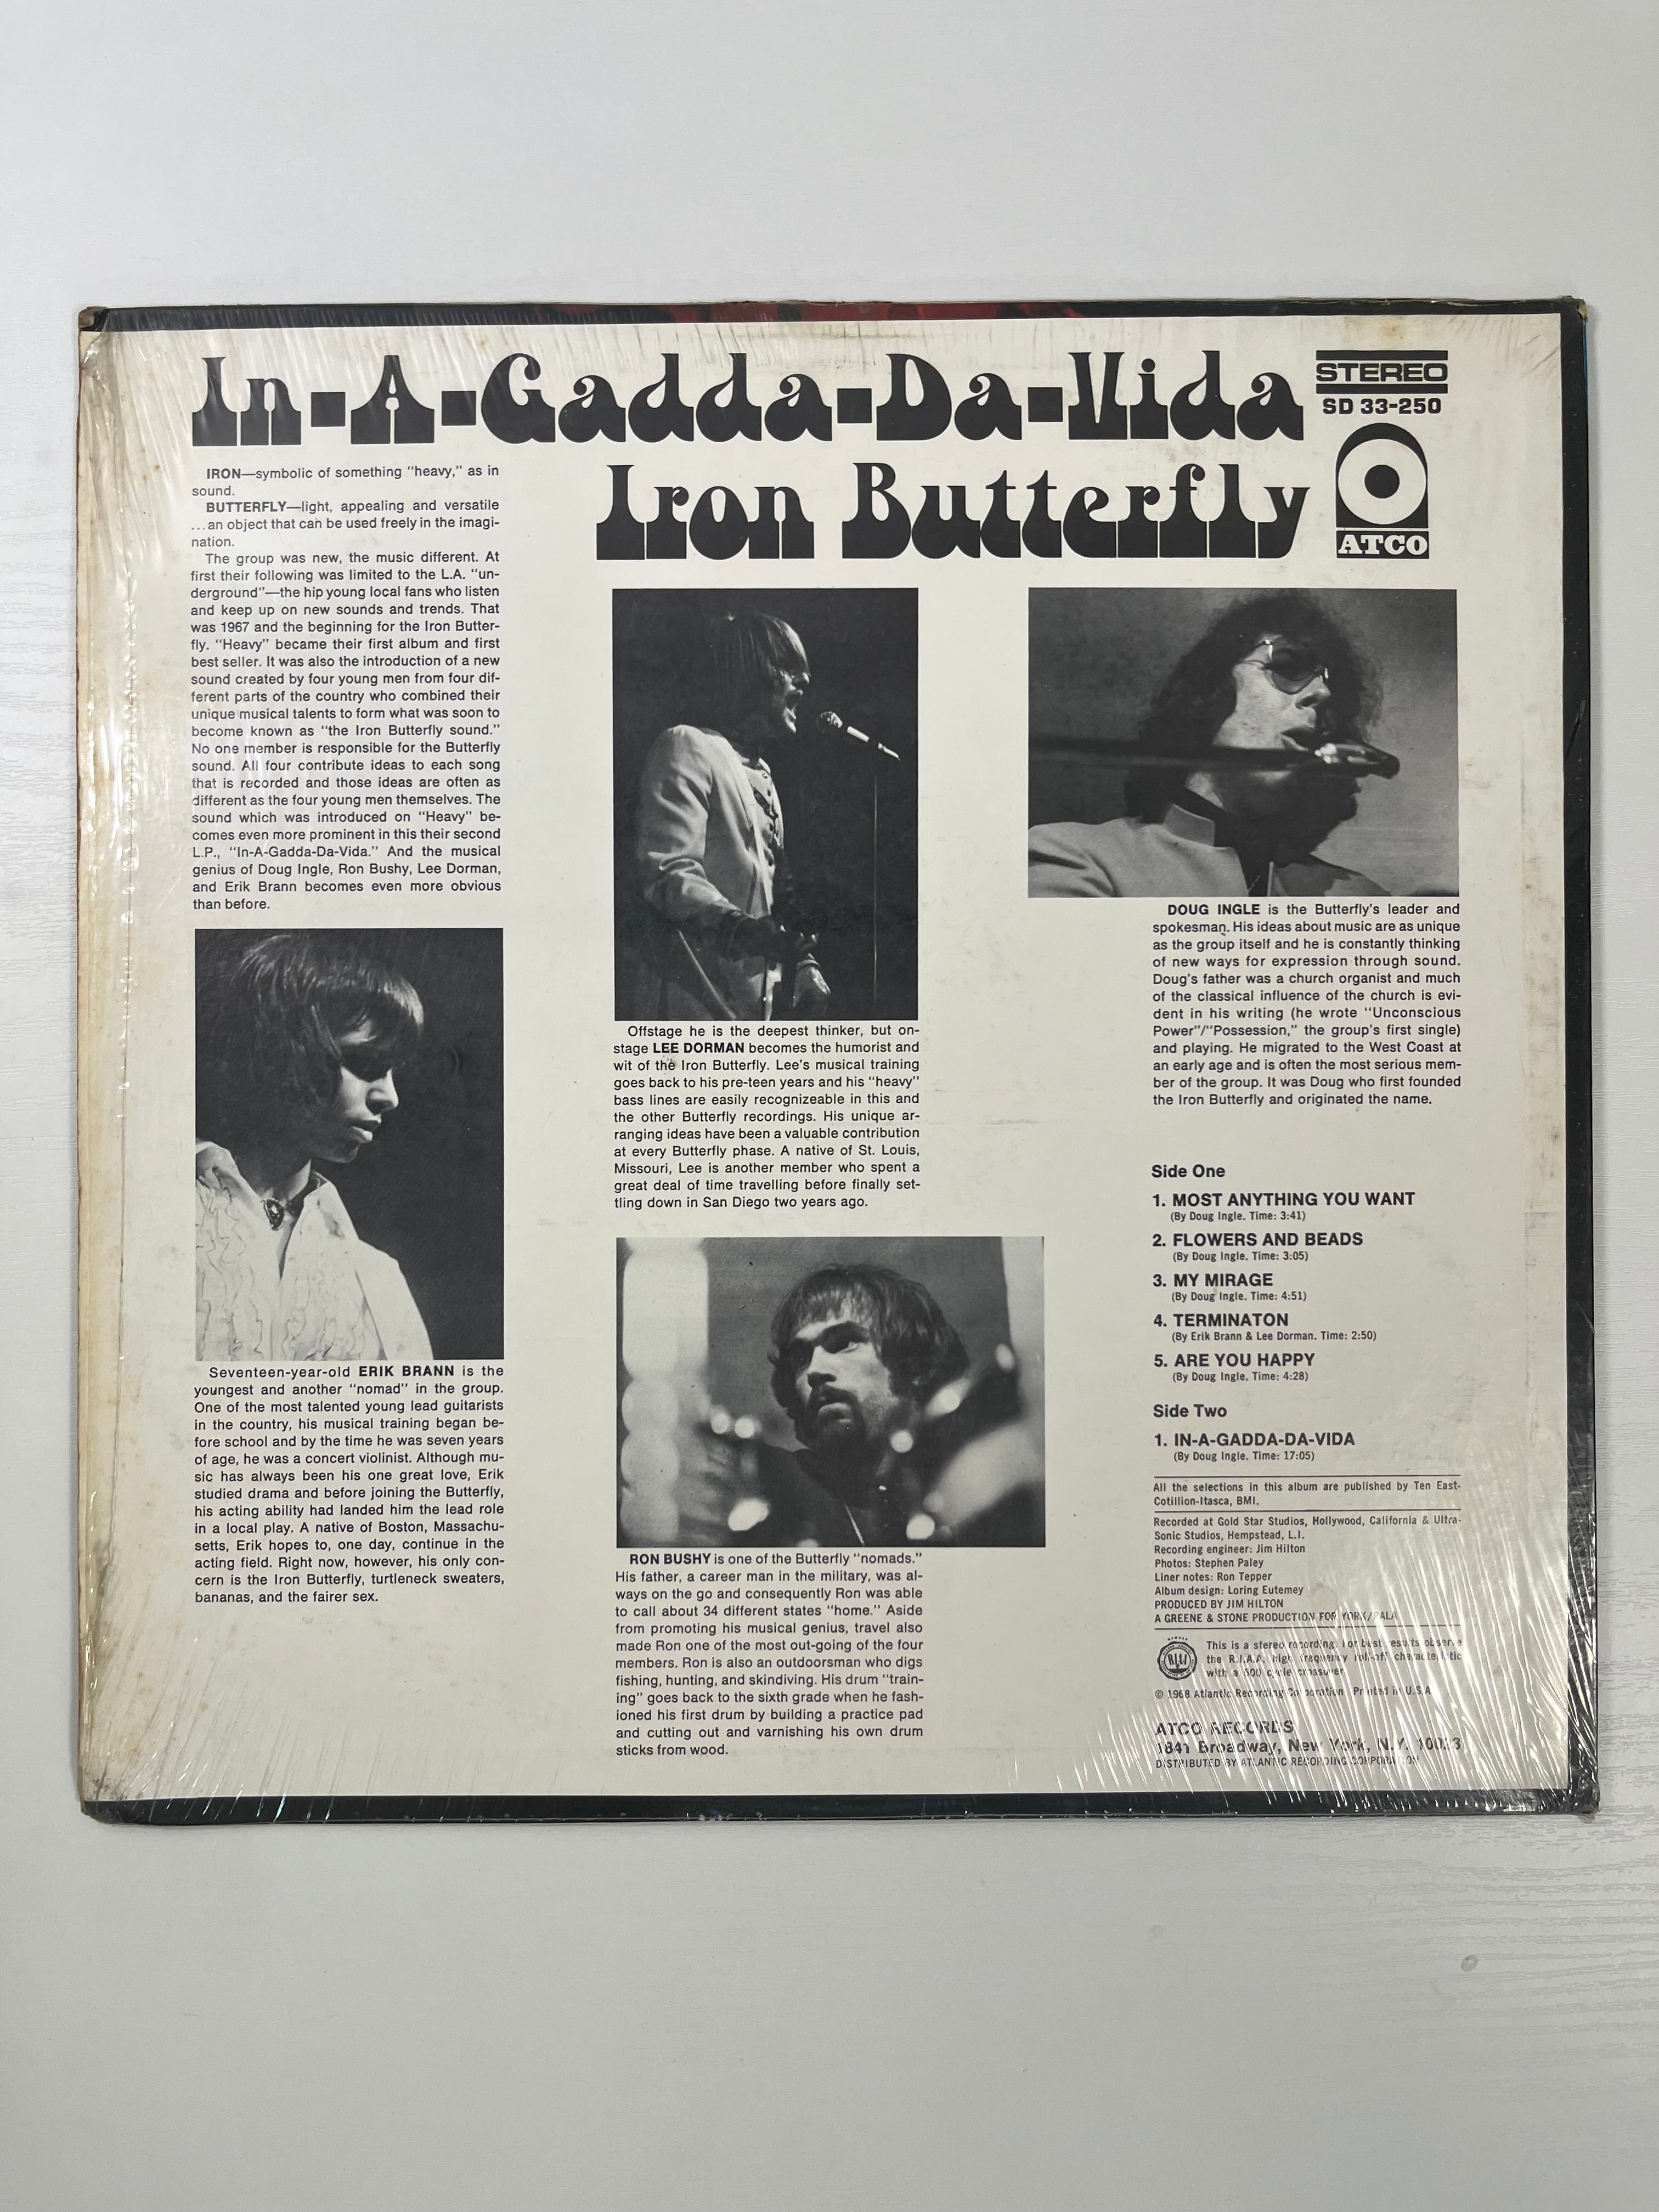 In-A-Gadda-Da-Vida
Iron Butterfly
STEREO
SD 33-250
ATCO
IRON—symbolic of something "heavy," as in
sound.
BUTTERFLY—light, appealing and versatile
...an object that can be used freely in the imagi-
nation.
The group was new, the music different. At
first their following was limited to the L.A. "un-
derground"—the hip young local fans who listen
and keep up on new sounds and trends. That
was 1967 and the beginning for the Iron Butter-
fly. "Heavy" became their first album and first
best seller. It was also the introduction of a new
sound created by four young men from four dif-
ferent parts of the country who combined their
unique musical talents to form what was soon to
become known as "the Iron Butterfly sound."
No one member is responsible for the Butterfly
sound. All four contribute ideas to each song
that is recorded and those ideas are often as
different as the four young men themselves. The
sound which was introduced on "Heavy" be-
comes even more prominent in this their second
L.P., "In-A-Gadda-Da-Vida." And the musical
genius of Doug Ingle, Ron Bushy, Lee Dorman,
and Erik Brann becomes even more obvious
than before.
Seventeen-year-old ERIK BRANN is the
youngest and another "nomad" in the group.
One of the most talented young lead guitarists
in the country, his musical training began be-
fore school and by the time he was seven years
of age, he was a concert violinist. Although mu-
sic has always been his one great love, Erik
studied drama and before joining the Butterfly,
his acting ability had landed him the lead role
in a local play. A native of Boston, Massachu-
setts, Erik hopes to, one day, continue in the
acting field. Right now, however, his only con-
cern is the Iron Butterfly, turtleneck sweaters,
bananas, and the fairer sex.
Offstage he is the deepest thinker, but on-
stage LEE DORMAN becomes the humorist and
wit of the Iron Butterfly. Lee's musical training
goes back to his pre-teen years and his "heavy"
bass lines are easily recognizeable in this and
the other Butterfly recordings. His unique ar-
ranging ideas have been a valuable contribution
at every Butterfly phase. A native of St. Louis,
Missouri, Lee is another member who spent a
great deal of time travelling before finally set-
tling down in San Diego two years ago.
RON BUSHY is one of the Butterfly "nomads."
His father, a career man in the military, was al-
ways on the go and consequently Ron was able
to call about 34 different states "home." Aside
from promoting his musical genius, travel also
made Ron one of the most out-going of the four
members. Ron is also an outdoorsman who digs
fishing, hunting, and skindiving. His drum "train-
ing" goes back to the sixth grade when he fash-
ioned his first drum by building a practice pad
and cutting out and varnishing his own drum
sticks from wood.
DOUG INGLE is the Butterfly's leader and
spokesman. His ideas about music are as unique
as the group itself and he is constantly thinking
of new ways for expression through sound.
Doug's father was a church organist and much
of the classical influence of the church is evi-
dent in his writing (he wrote "Unconscious
Power"/"Possession," the group's first single)
and playing. He migrated to the West Coast at
an early age and is often the most serious mem-
ber of the group. It was Doug who first founded
the Iron Butterfly and originated the name.
Side One
1. MOST ANYTHING YOU WANT
(By Doug Ingle. Time: 3:41)
2. FLOWERS AND BEADS
(By Doug Ingle. Time: 3:05)
3. MY MIRAGE
(By Doug Ingle. Time: 4:51)
4. TERMINATON
(By Erik Brann & Lee Dorman. Time: 2:50)
5. ARE YOU HAPPY
(By Doug Ingle. Time: 4:28)
Side Two
1. IN-A-GADDA-DA-VIDA
(By Doug Ingle. Time: 17:05)
All the selections in this album are published by Ten East-
Cotillion-Itasca, BMI.
Recorded at Gold Star Studios, Hollywood, California & Ultra-
Sonic Studios, Hempstead, L.I.
Recording engineer: Jim Hilton
Photos: Stephen Paley
Liner notes: Ron Tepper
Album design: Loring Eutemey
PRODUCED BY JIM HILTON
A GREENE & STONE PRODUCTION FOR YORK/PALA
This is a stereo recording. For best results observe
the R.I.A.A. high frequency roll-off characteristic
with a 500 cycle crossover
© 1968 Atlantic Recording Corporation Printed in U.S.A
ATCO RECORDS
1841 Broadway, New York, N.Y. 10023
DISTRIBUTED BY ATLANTIC RECORDING CORPORATION